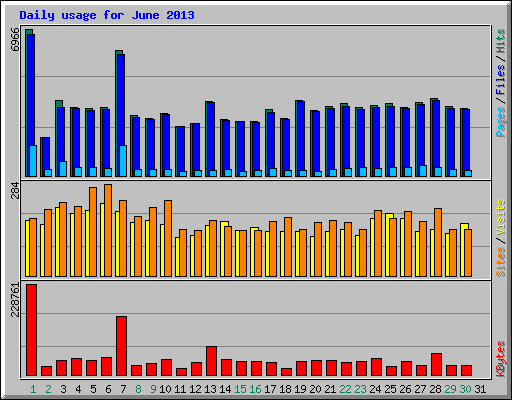 Daily usage for June 2013
6966
Pages / Files / Hits
284
Sites / Visits
228761
KBytes
1 2 3 4 5 6 7 8 9 10 11 12 13 14 15 16 17 18 19 20 21 22 23 24 25 26 27 28 29 30 31